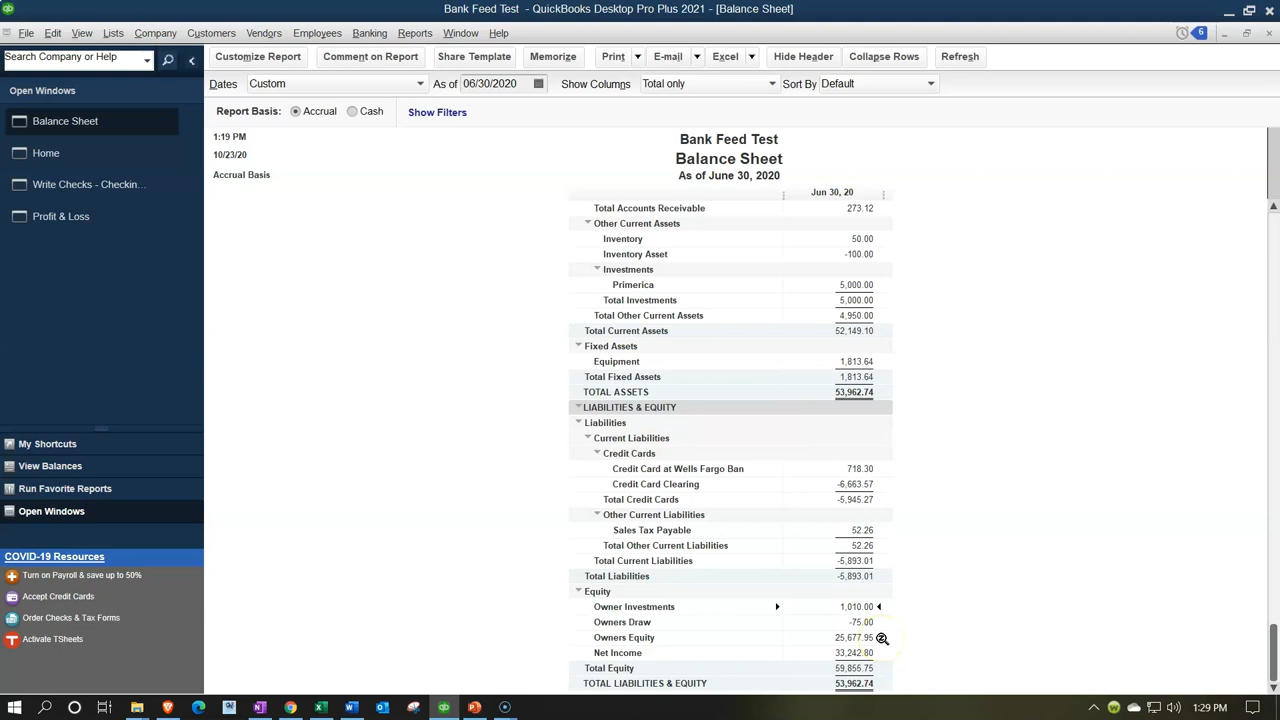 Bank Feed Test - QuickBooks Desktop Pro Plus 2021 - [Balance Sheet]
File Edit View Lists Company Customers Vendors Employees Banking Reports Window Help 6
Search Company or Help
Customize Report Comment on Report Share Template Memorize Print E-mail Excel Hide Header Collapse Rows Refresh
Dates Custom As of 06/30/2020 Show Columns Total only Sort By Default
Report Basis: Accrual Cash Show Filters
Open Windows
Balance Sheet
Home
Write Checks - Checkin...
Profit & Loss
My Shortcuts
View Balances
Run Favorite Reports
Open Windows
COVID-19 Resources
Turn on Payroll & save up to 50%
Accept Credit Cards
Order Checks & Tax Forms
Activate TSheets
1:19 PM
10/23/20
Accrual Basis
Bank Feed Test
Balance Sheet
As of June 30, 2020
Jun 30, 20
Total Accounts Receivable 273.12
Other Current Assets
Inventory 50.00
Inventory Asset -100.00
Investments
Primerica 5,000.00
Total Investments 5,000.00
Total Other Current Assets 4,950.00
Total Current Assets 52,149.10
Fixed Assets
Equipment 1,813.64
Total Fixed Assets 1,813.64
TOTAL ASSETS 53,962.74
LIABILITIES & EQUITY
Liabilities
Current Liabilities
Credit Cards
Credit Card at Wells Fargo Ban 718.30
Credit Card Clearing -6,663.57
Total Credit Cards -5,945.27
Other Current Liabilities
Sales Tax Payable 52.26
Total Other Current Liabilities 52.26
Total Current Liabilities -5,893.01
Total Liabilities -5,893.01
Equity
Owner Investments 1,010.00
Owners Draw -75.00
Owners Equity 25,677.95
Net Income 33,242.80
Total Equity 59,855.75
TOTAL LIABILITIES & EQUITY 53,962.74
1:29 PM